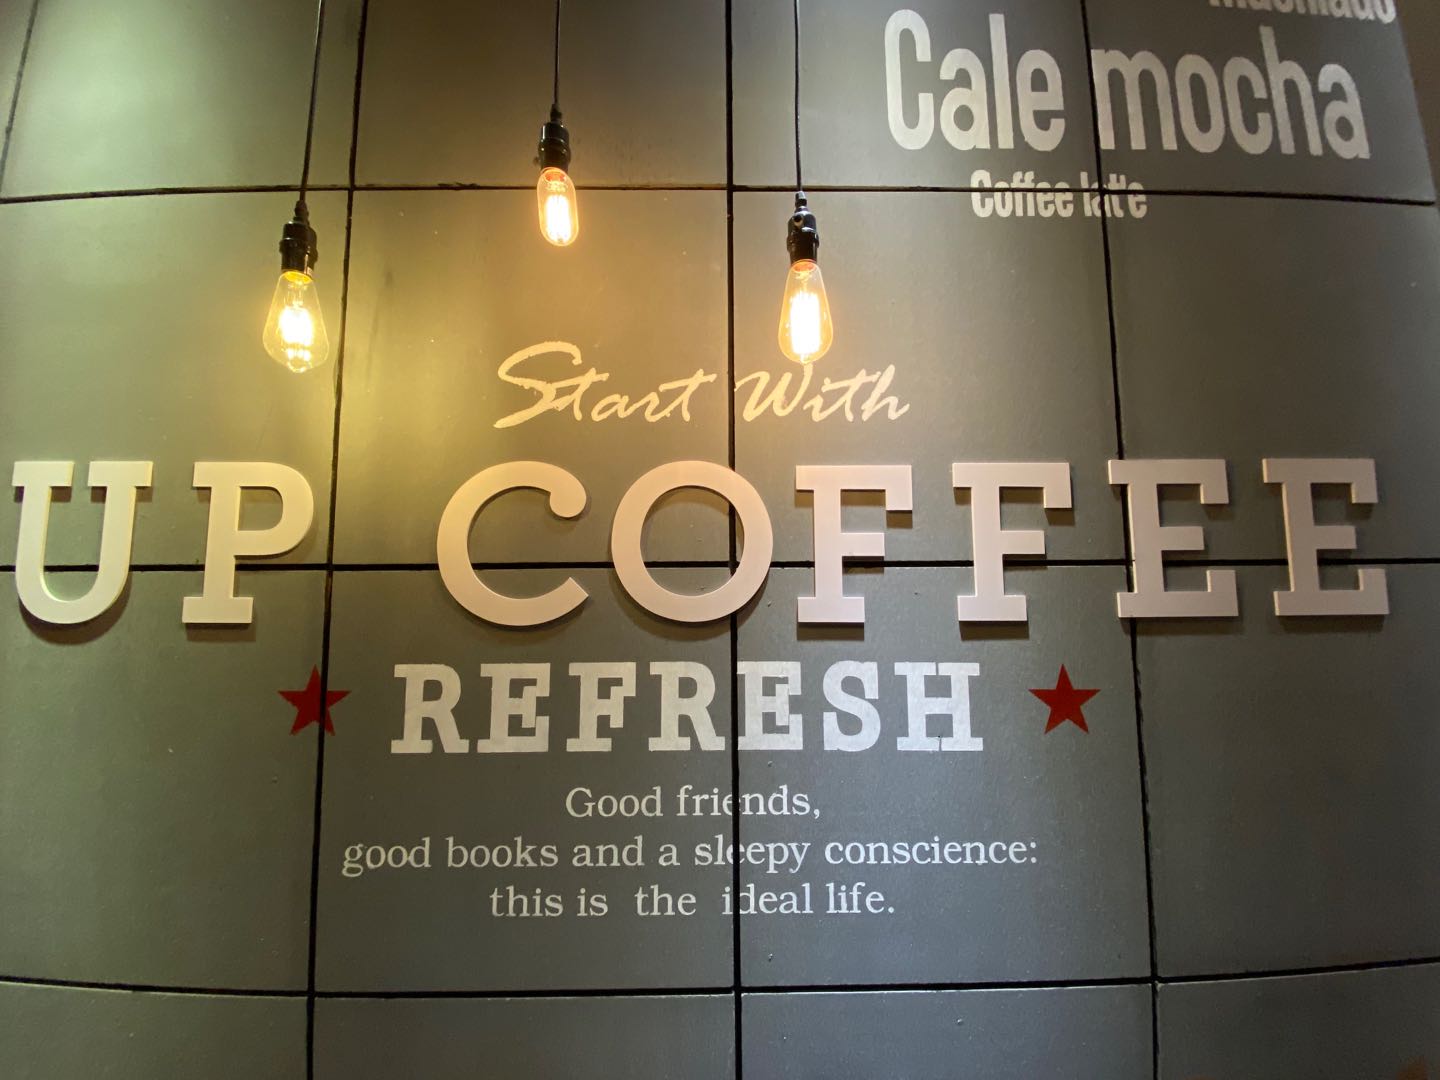 Cale mocha
Coffee latte
Start With
UP COFFEE
REFRESH
Good friends,
good books and a sleepy conscience:
this is the ideal life.